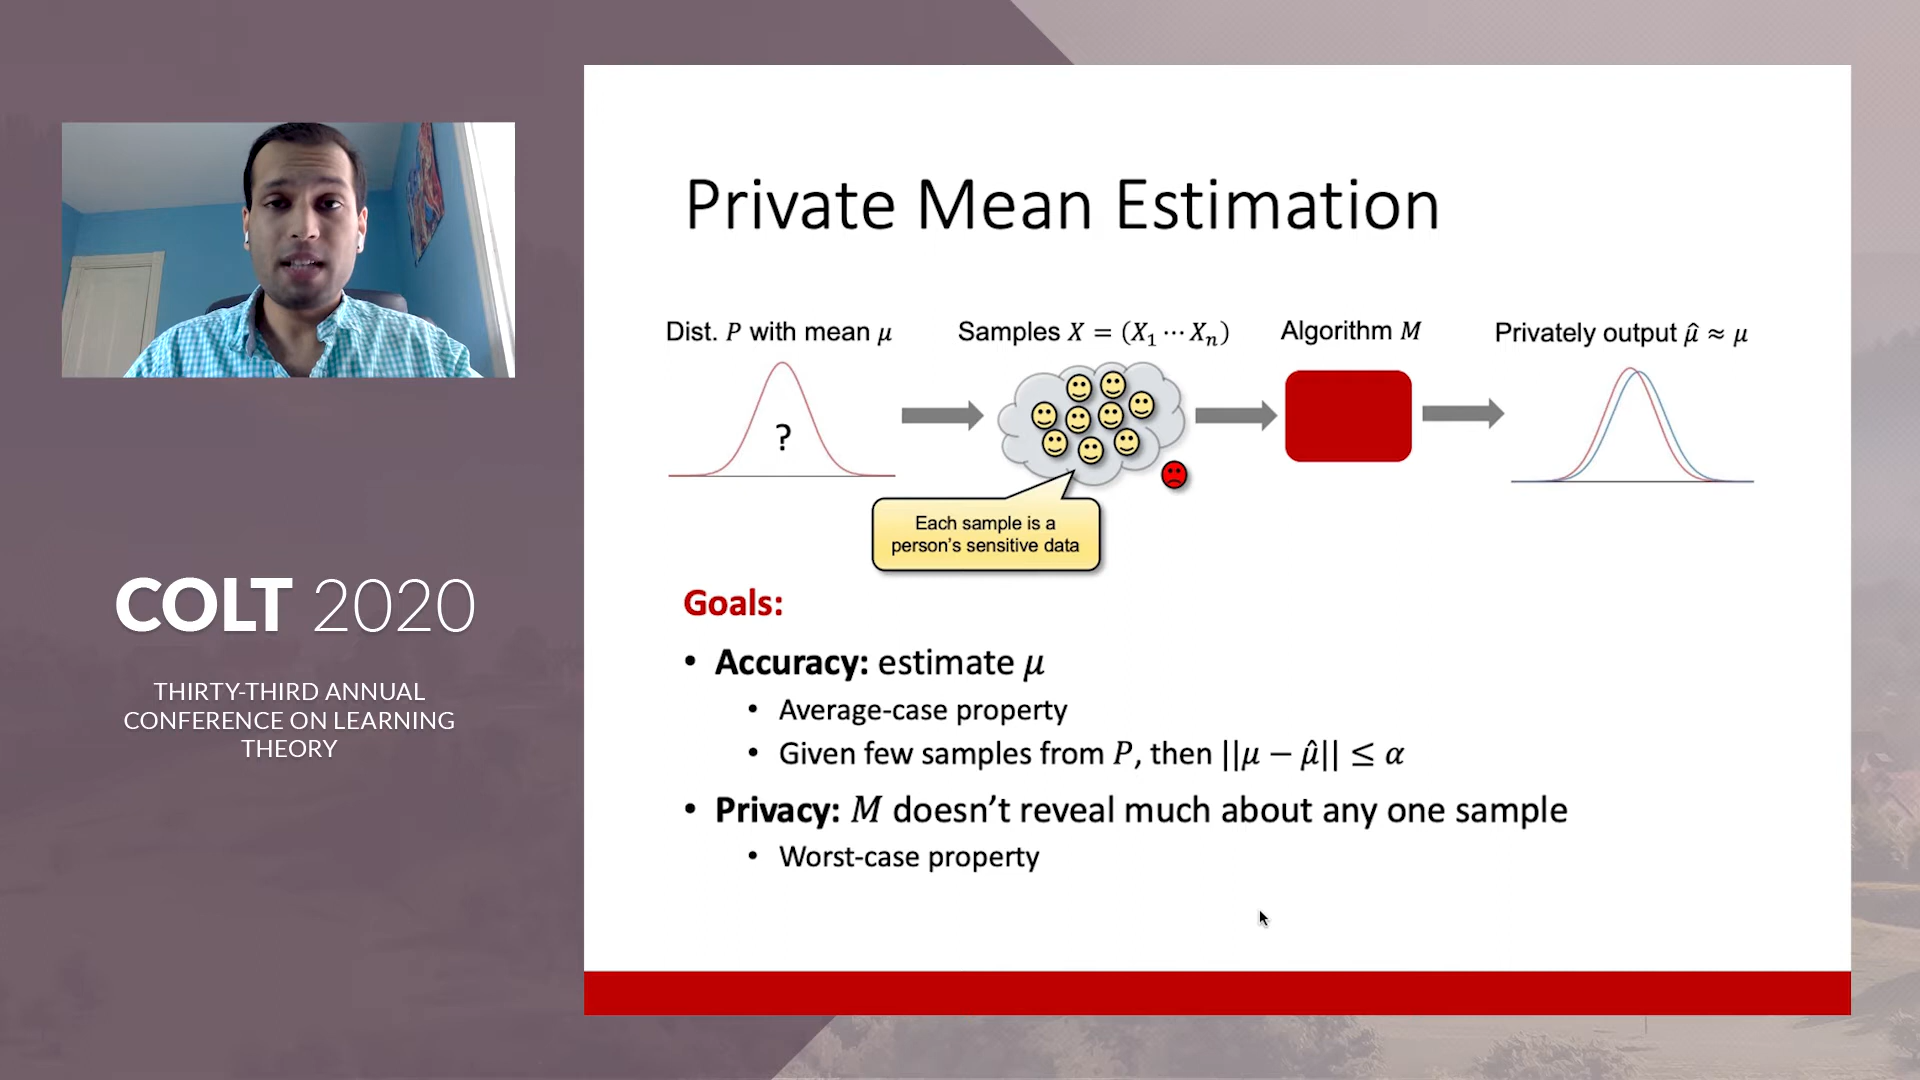 Private Mean Estimation
Dist. P with mean μ
Samples X = (X₁ ⋯ Xₙ)
Algorithm M
Privately output μ̂ ≈ μ
?
Each sample is a
person's sensitive data
Goals:
• Accuracy: estimate μ
• Average-case property
• Given few samples from P, then ||μ − μ̂|| ≤ α
• Privacy: M doesn't reveal much about any one sample
• Worst-case property
COLT 2020
THIRTY-THIRD ANNUAL
CONFERENCE ON LEARNING
THEORY